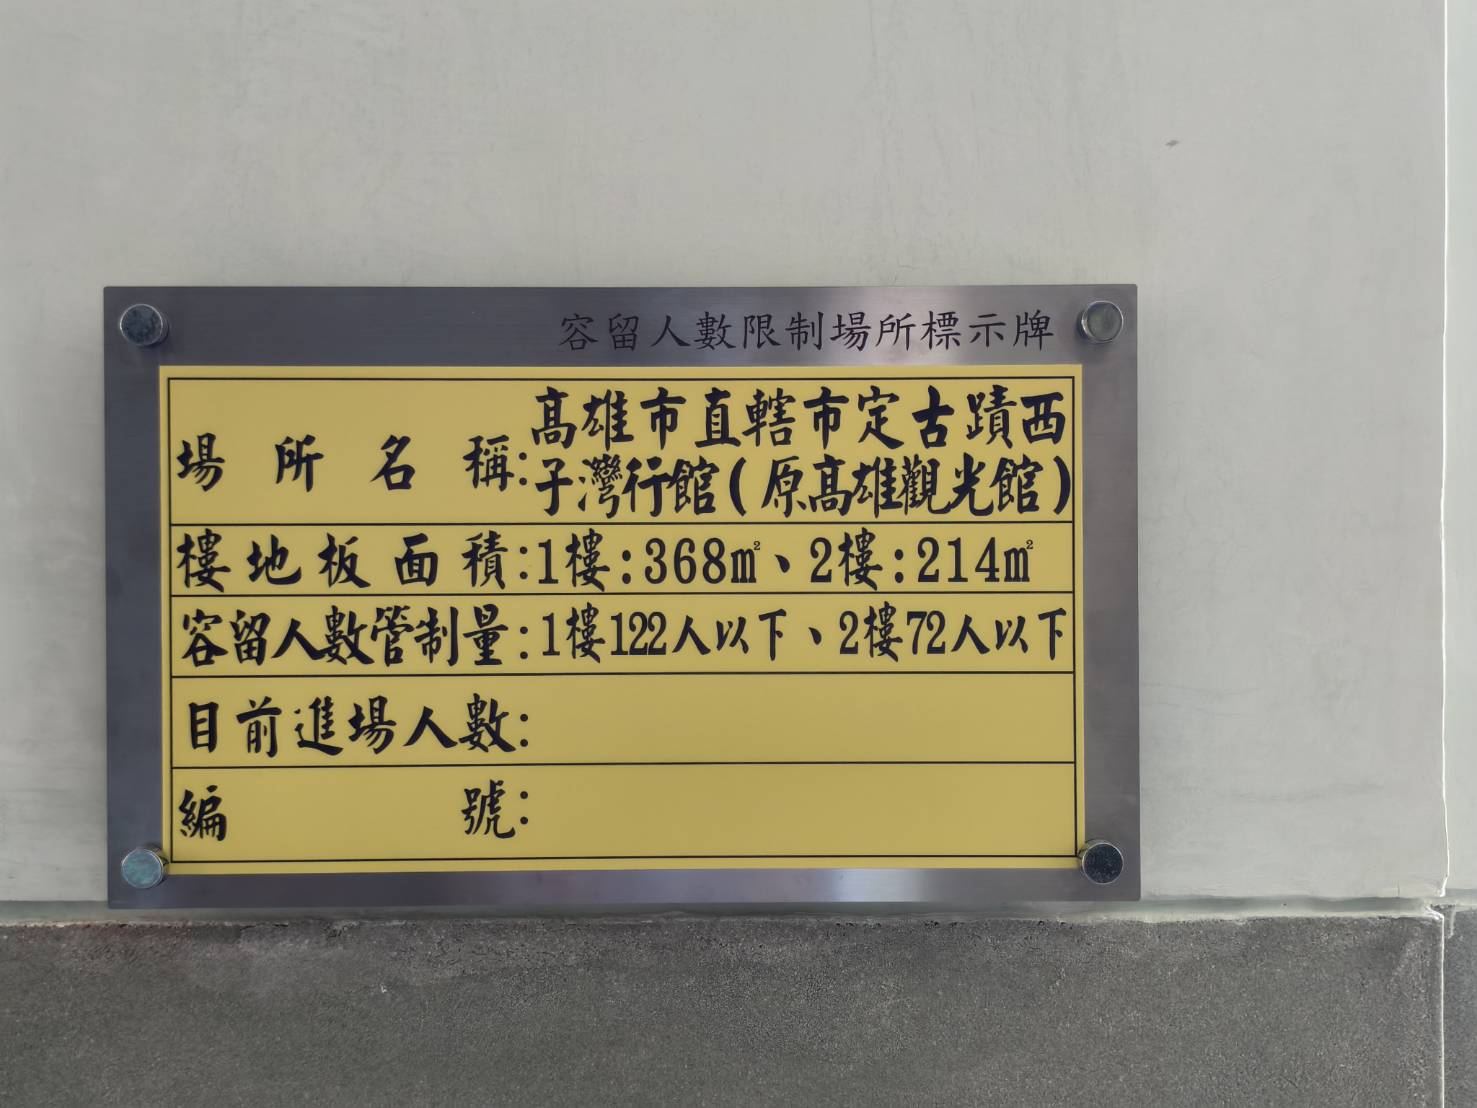 容留人數限制場所標示牌
場所名稱:高雄市直轄市定古蹟西
子灣行館(原高雄觀光館)
樓地板面積:1樓:368㎡、2樓:214㎡
容留人數管制量:1樓122人以下、2樓72人以下
目前進場人數:
編號: